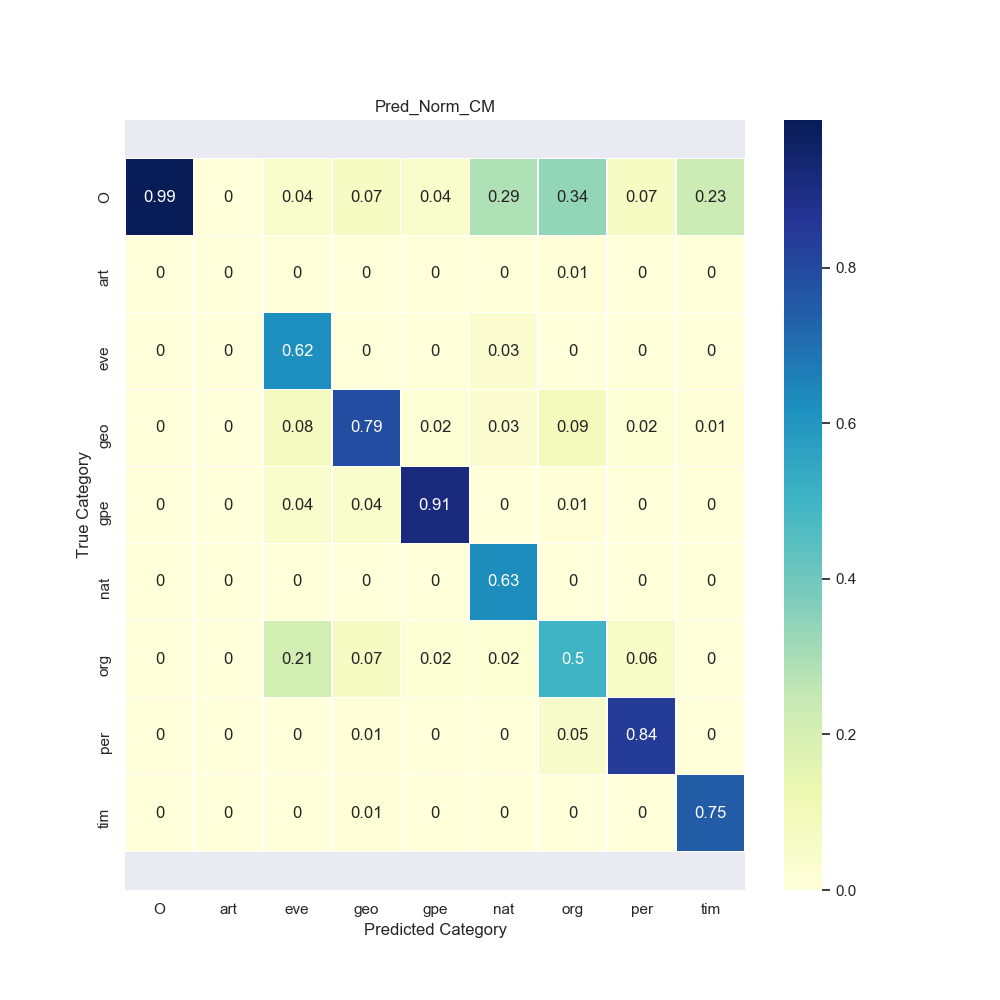 Pred_Norm_CM
O 0.99 0 0.04 0.07 0.04 0.29 0.34 0.07 0.23
art 0 0 0 0 0 0 0.01 0 0
eve 0 0 0.62 0 0 0.03 0 0 0
geo 0 0 0.08 0.79 0.02 0.03 0.09 0.02 0.01
gpe 0 0 0.04 0.04 0.91 0 0.01 0 0
nat 0 0 0 0 0 0.63 0 0 0
org 0 0 0.21 0.07 0.02 0.02 0.5 0.06 0
per 0 0 0 0.01 0 0 0.05 0.84 0
tim 0 0 0 0.01 0 0 0 0 0.75
O art eve geo gpe nat org per tim
Predicted Category
True Category
0.8
0.6
0.4
0.2
0.0